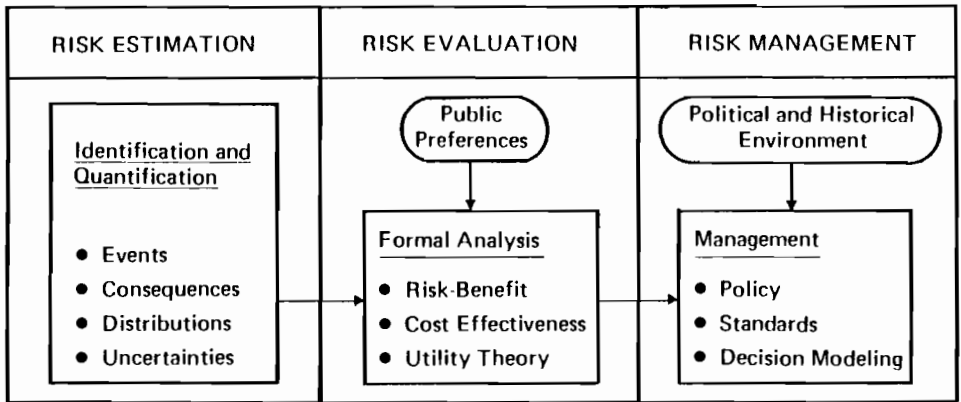 RISK ESTIMATION
RISK EVALUATION
RISK MANAGEMENT
Identification and
Quantification
● Events
● Consequences
● Distributions
● Uncertainties
Public
Preferences
Formal Analysis
● Risk-Benefit
● Cost Effectiveness
● Utility Theory
Political and Historical
Environment
Management
● Policy
● Standards
● Decision Modeling